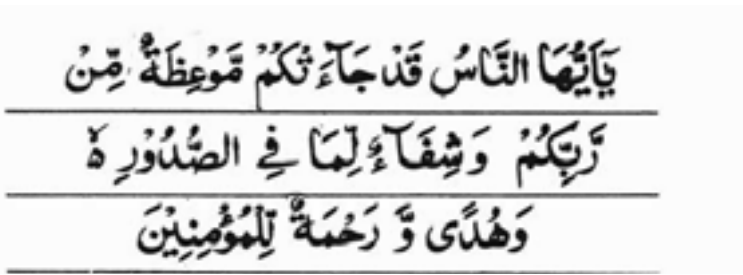 يٰٓاَيُّهَا النَّاسُ قَدْ جَآءَتْكُمْ مَّوْعِظَةٌ مِّنْ
رَّبِّكُمْ وَشِفَآءٌ لِّمَا فِي الصُّدُوْرِ ە
وَهُدًى وَّ رَحْمَةٌ لِّلْمُؤْمِنِيْنَ